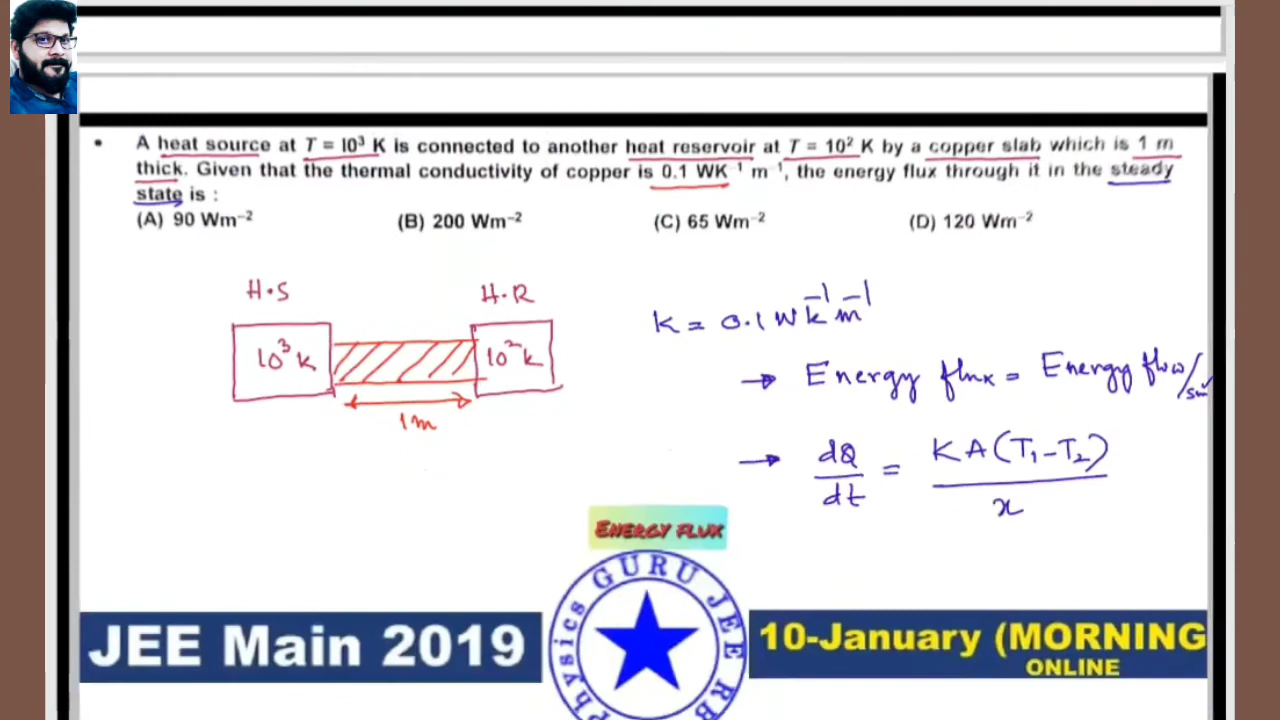 • A heat source at T = 10³ K is connected to another heat reservoir at T = 10² K by a copper slab which is 1 m
thick. Given that the thermal conductivity of copper is 0.1 WK⁻¹ m⁻¹, the energy flux through it in the steady
state is :
(A) 90 Wm⁻² (B) 200 Wm⁻² (C) 65 Wm⁻² (D) 120 Wm⁻²
H.S H.R
10³ K 10² K
1m
K = 0.1 W k⁻¹ m⁻¹
→ Energy flux = Energy flow/sm²
→ dQ/dt = KA(T₁-T₂)/x
ENERGY FLUX
JEE Main 2019
Physics GURU JEE RB
10-January (MORNING
ONLINE